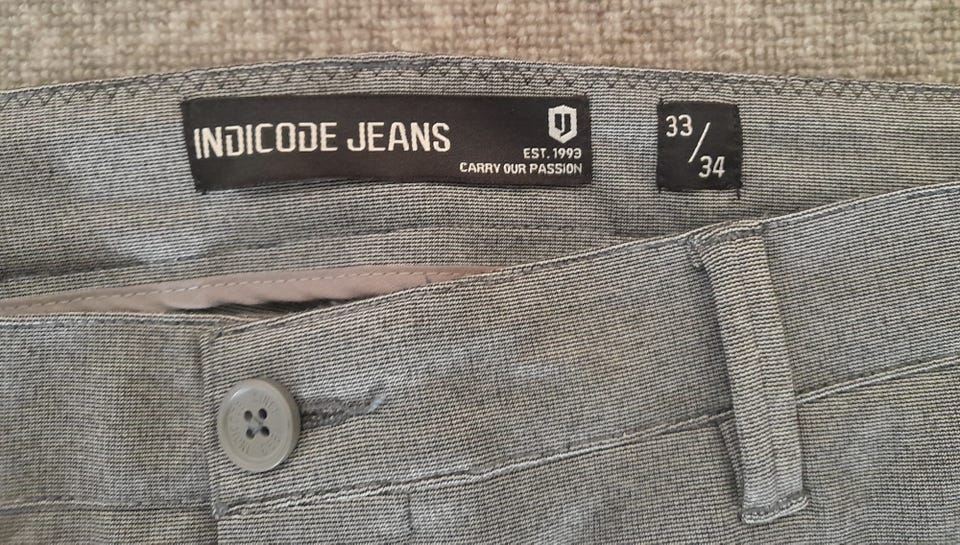 INDICODE JEANS
EST. 1993
CARRY OUR PASSION
33/34